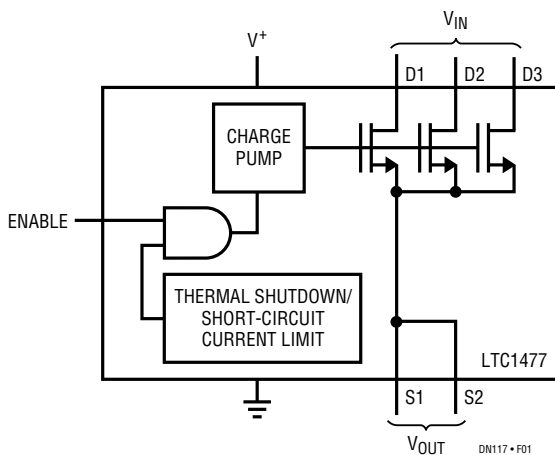 V+
VIN
D1 D2 D3
CHARGE
PUMP
ENABLE
THERMAL SHUTDOWN/
SHORT-CIRCUIT
CURRENT LIMIT
LTC1477
S1 S2
VOUT
DN117 • F01